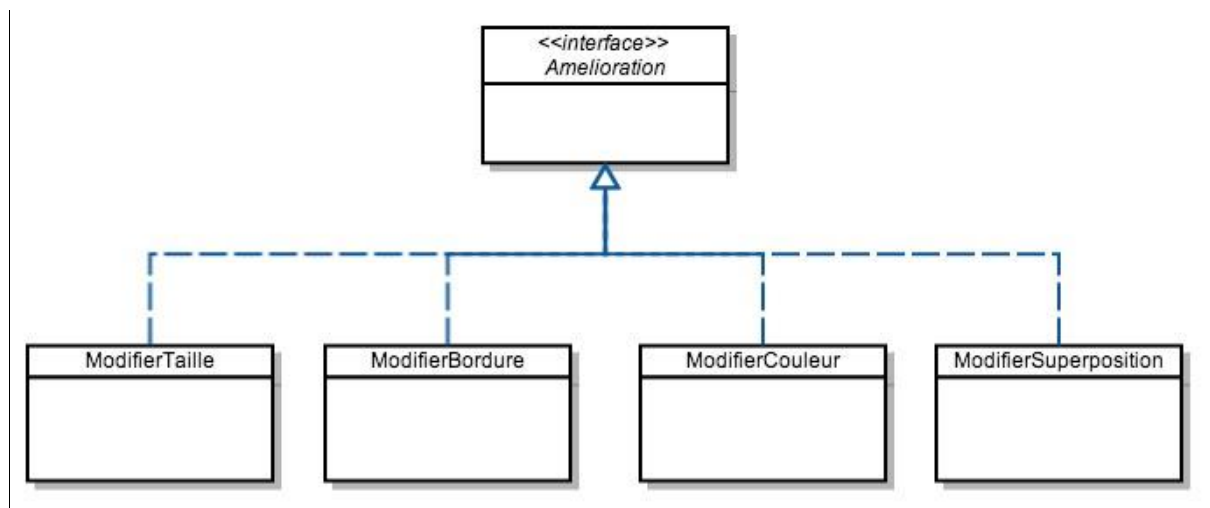 <<interface>>
Amelioration
ModifierTaille
ModifierBordure
ModifierCouleur
ModifierSuperposition